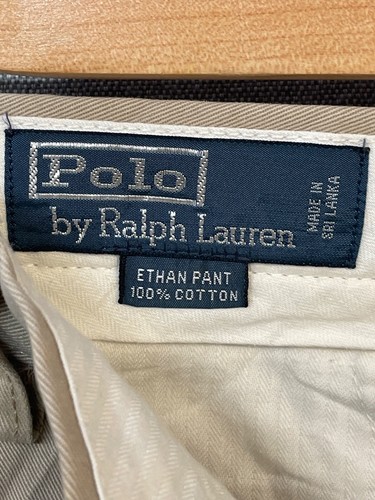 Polo
by Ralph Lauren
MADE IN
SRI LANKA
ETHAN PANT
100% COTTON